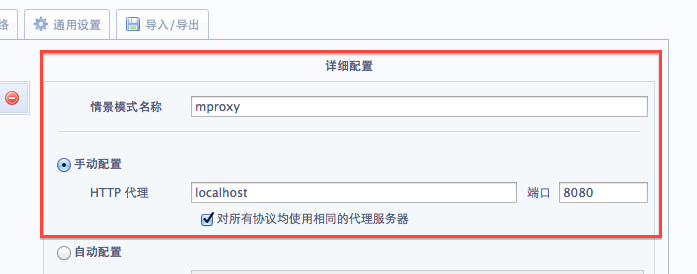 络 通用设置 导入/导出
详细配置
情景模式名称 mproxy
手动配置
HTTP 代理 localhost 端口 8080
对所有协议均使用相同的代理服务器
自动配置